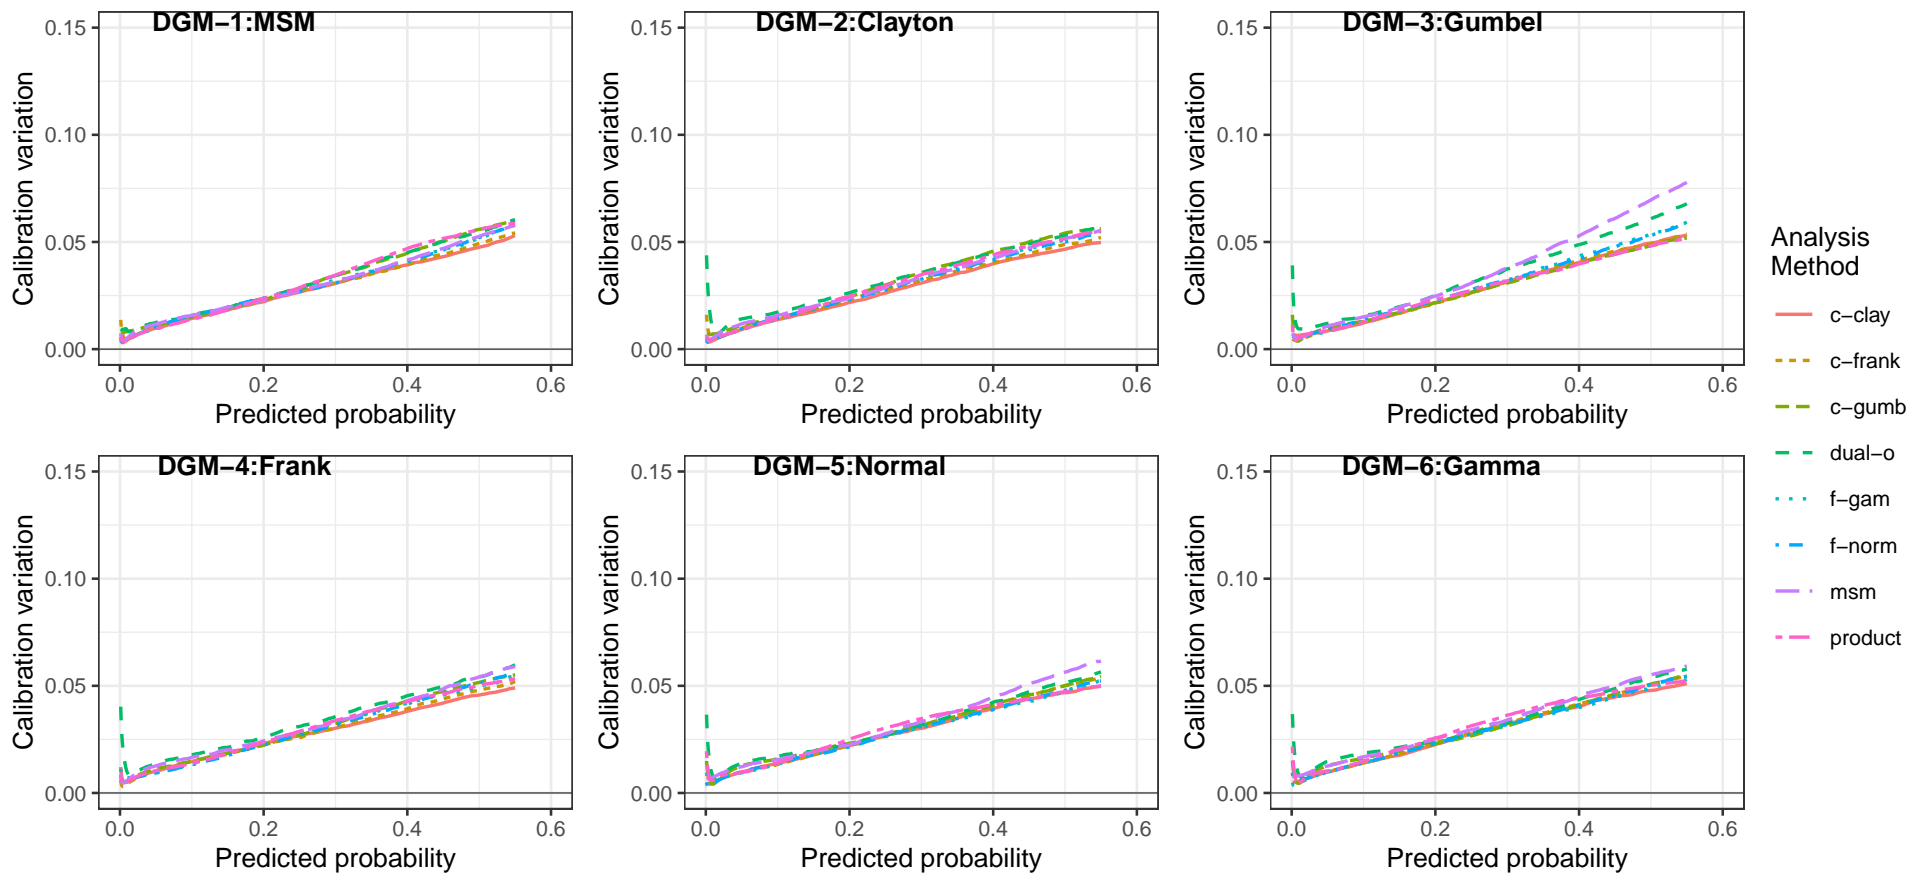 DGM−1:MSM
DGM−2:Clayton
DGM−3:Gumbel
0.15
0.10
0.05
0.00
Calibration variation
0.0 0.2 0.4 0.6
Predicted probability
0.15
0.10
0.05
0.00
Calibration variation
0.0 0.2 0.4 0.6
Predicted probability
0.15
0.10
0.05
0.00
Calibration variation
0.0 0.2 0.4 0.6
Predicted probability
DGM−4:Frank
DGM−5:Normal
DGM−6:Gamma
0.15
0.10
0.05
0.00
Calibration variation
0.0 0.2 0.4 0.6
Predicted probability
0.15
0.10
0.05
0.00
Calibration variation
0.0 0.2 0.4 0.6
Predicted probability
0.15
0.10
0.05
0.00
Calibration variation
0.0 0.2 0.4 0.6
Predicted probability
Analysis
Method
c−clay
c−frank
c−gumb
dual−o
f−gam
f−norm
msm
product